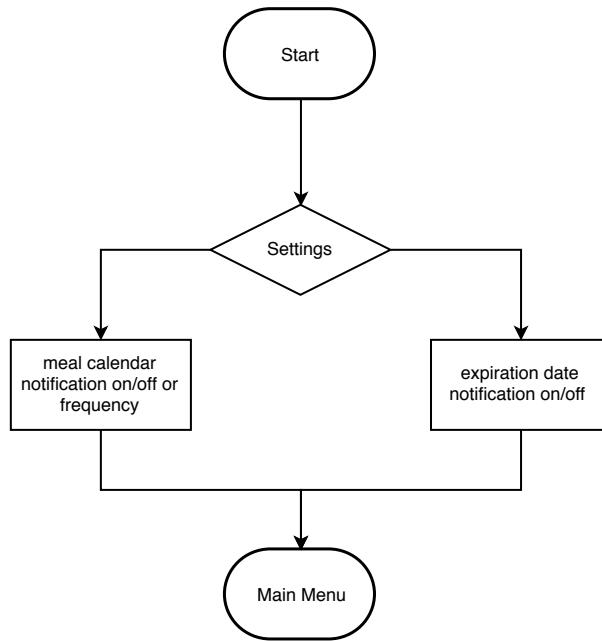 Start
Settings
meal calendar
notification on/off or
frequency
expiration date
notification on/off
Main Menu